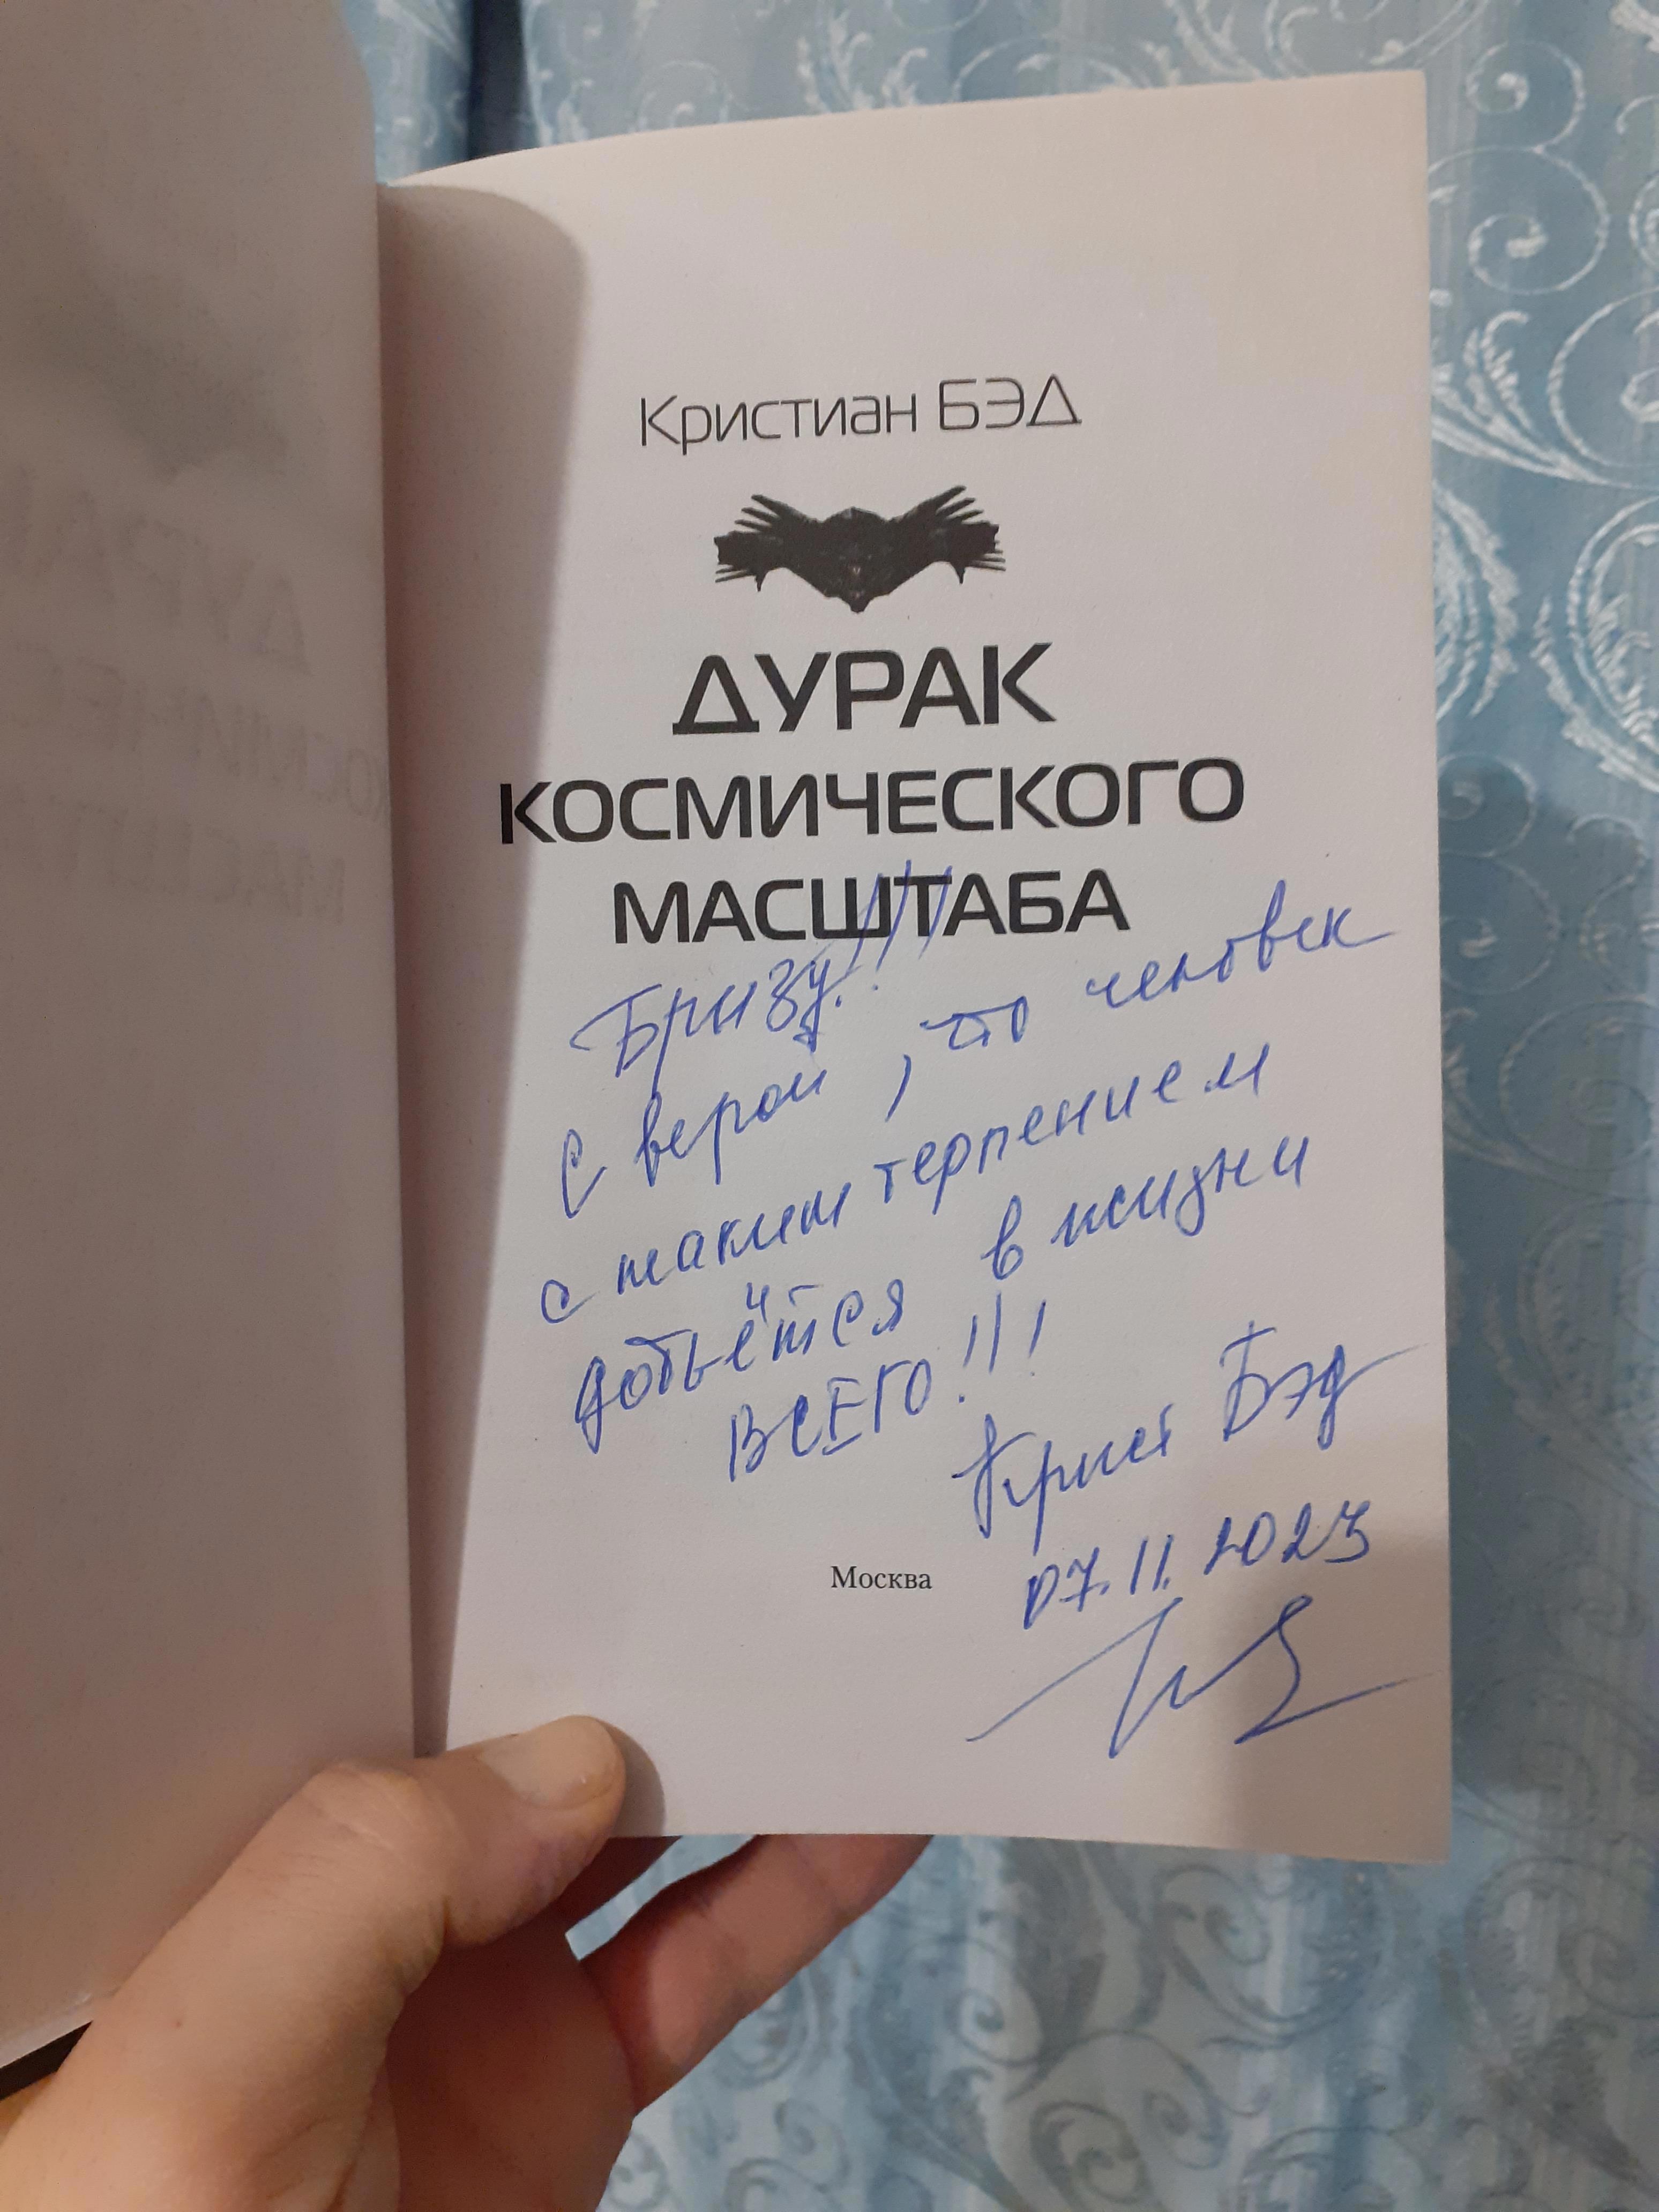 Кристиан БЭД
ДУРАК
КОСМИЧЕСКОГО
МАСШТАБА
Бризу!!!
С верой, что человек
с таким терпением
добьётся в жизни
ВСЕГО!!!
Крист Бэд
07.11.2023
Москва